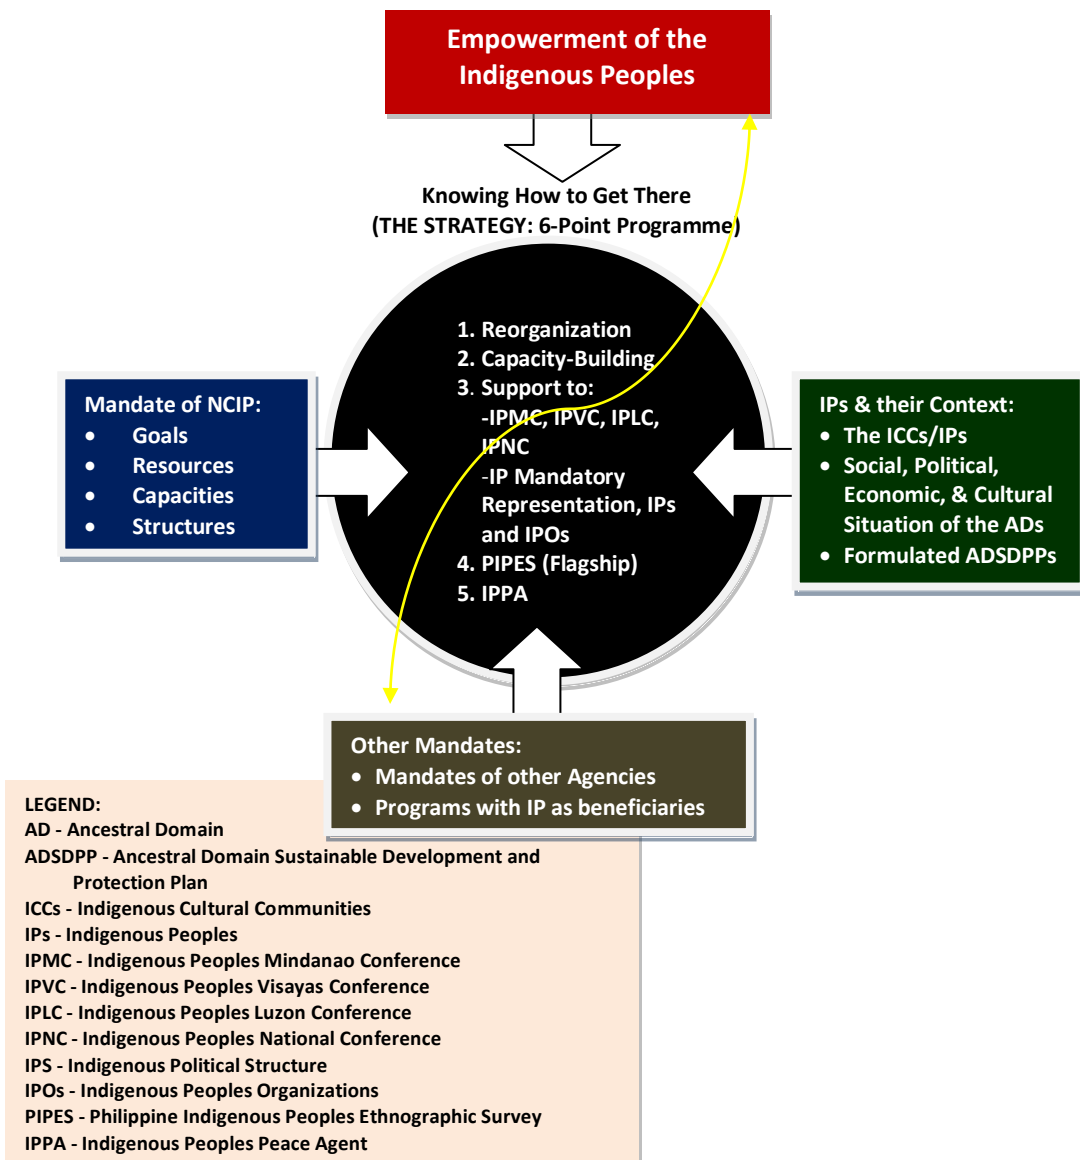 Empowerment of the
Indigenous Peoples
Knowing How to Get There
(THE STRATEGY: 6-Point Programme)
1. Reorganization
2. Capacity-Building
3. Support to:
-IPMC, IPVC, IPLC,
IPNC
-IP Mandatory
Representation, IPs
and IPOs
4. PIPES (Flagship)
5. IPPA
Mandate of NCIP:
• Goals
• Resources
• Capacities
• Structures
IPs & their Context:
• The ICCs/IPs
• Social, Political,
Economic, & Cultural
Situation of the ADs
• Formulated ADSDPPs
Other Mandates:
• Mandates of other Agencies
• Programs with IP as beneficiaries
LEGEND:
AD - Ancestral Domain
ADSDPP - Ancestral Domain Sustainable Development and
Protection Plan
ICCs - Indigenous Cultural Communities
IPs - Indigenous Peoples
IPMC - Indigenous Peoples Mindanao Conference
IPVC - Indigenous Peoples Visayas Conference
IPLC - Indigenous Peoples Luzon Conference
IPNC - Indigenous Peoples National Conference
IPS - Indigenous Political Structure
IPOs - Indigenous Peoples Organizations
PIPES - Philippine Indigenous Peoples Ethnographic Survey
IPPA - Indigenous Peoples Peace Agent